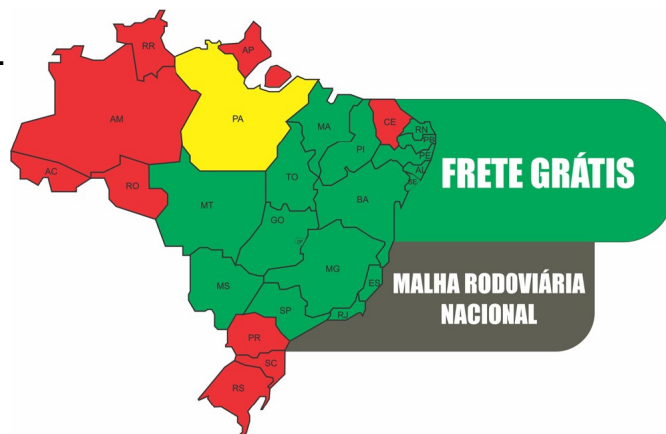 RR
AP
AM
PA
MA
CE
RN
PB
PI
PE
AL
SE
AC
RO
TO
BA
MT
GO
DF
MG
ES
MS
SP
RJ
PR
SC
RS
FRETE GRÁTIS
MALHA RODOVIÁRIA
NACIONAL